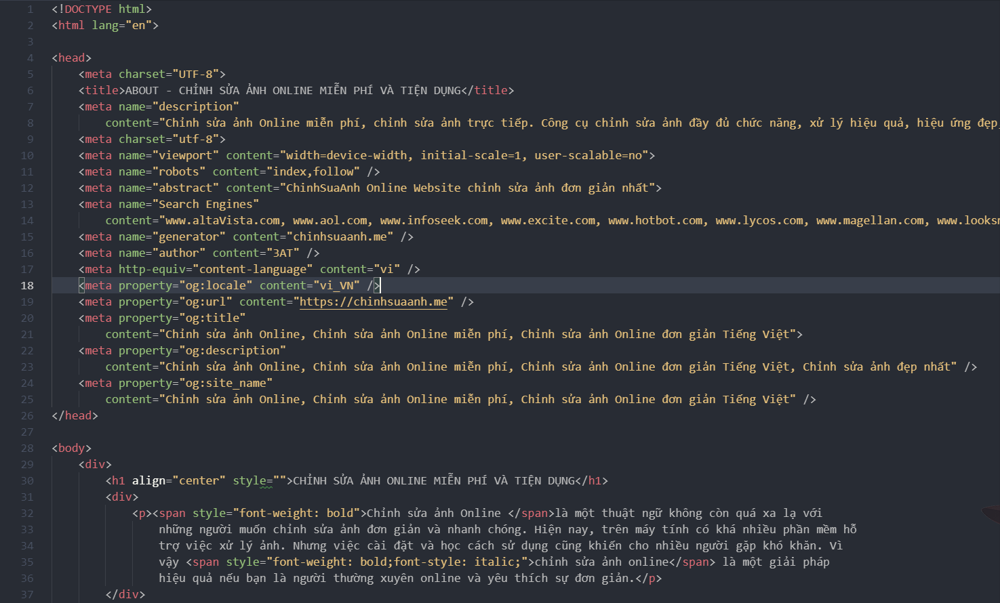 1 <!DOCTYPE html>
2 <html lang="en">
3
4 <head>
5 <meta charset="UTF-8">
6 <title>ABOUT - CHỈNH SỬA ẢNH ONLINE MIỄN PHÍ VÀ TIỆN DỤNG</title>
7 <meta name="description"
8 content="Chỉnh sửa ảnh Online miễn phí, chỉnh sửa ảnh trực tiếp. Công cụ chỉnh sửa ảnh đầy đủ chức năng, xử lý hiệu quả, hiệu ứng đẹp,
9 <meta charset="utf-8">
10 <meta name="viewport" content="width=device-width, initial-scale=1, user-scalable=no">
11 <meta name="robots" content="index,follow" />
12 <meta name="abstract" content="ChinhSuaAnh Online Website chỉnh sửa ảnh đơn giản nhất">
13 <meta name="Search Engines"
14 content="www.altaVista.com, www.aol.com, www.infoseek.com, www.excite.com, www.hotbot.com, www.lycos.com, www.magellan.com, www.looksm
15 <meta name="generator" content="chinhsuaanh.me" />
16 <meta name="author" content="3AT" />
17 <meta http-equiv="content-language" content="vi" />
18 <meta property="og:locale" content="vi_VN" />
19 <meta property="og:url" content="https://chinhsuaanh.me" />
20 <meta property="og:title"
21 content="Chỉnh sửa ảnh Online, Chỉnh sửa ảnh Online miễn phí, Chỉnh sửa ảnh Online đơn giản Tiếng Việt">
22 <meta property="og:description"
23 content="Chỉnh sửa ảnh Online, Chỉnh sửa ảnh Online miễn phí, Chỉnh sửa ảnh Online đơn giản Tiếng Việt, Chỉnh sửa ảnh đẹp nhất" />
24 <meta property="og:site_name"
25 content="Chỉnh sửa ảnh Online, Chỉnh sửa ảnh Online miễn phí, Chỉnh sửa ảnh Online đơn giản Tiếng Việt" />
26 </head>
27
28 <body>
29 <div>
30 <h1 align="center" style="">CHỈNH SỬA ẢNH ONLINE MIỄN PHÍ VÀ TIỆN DỤNG</h1>
31 <div>
32 <p><span style="font-weight: bold">Chỉnh sửa ảnh Online </span>là một thuật ngữ không còn quá xa lạ với
33 những người muốn chỉnh sửa ảnh đơn giản và nhanh chóng. Hiện nay, trên máy tính có khá nhiều phần mềm hỗ
34 trợ việc xử lý ảnh. Nhưng việc cài đặt và học cách sử dụng cũng khiến cho nhiều người gặp khó khăn. Vì
35 vậy <span style="font-weight: bold;font-style: italic;">chỉnh sửa ảnh online</span> là một giải pháp
36 hiệu quả nếu bạn là người thường xuyên online và yêu thích sự đơn giản.</p>
37 </div>